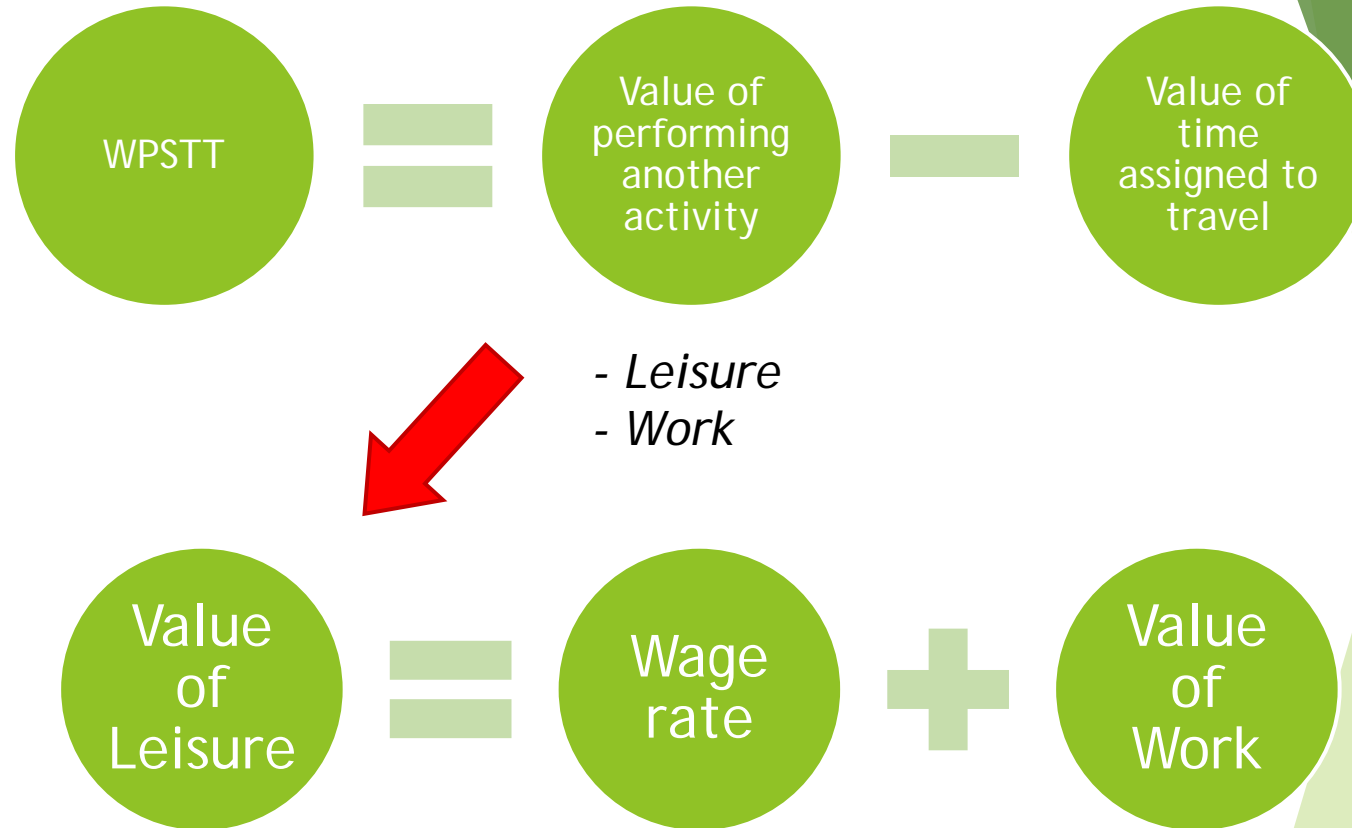 WPSTT
Value of
performing
another
activity
Value of
time
assigned to
travel
- Leisure
- Work
Value
of
Leisure
Wage
rate
Value
of
Work